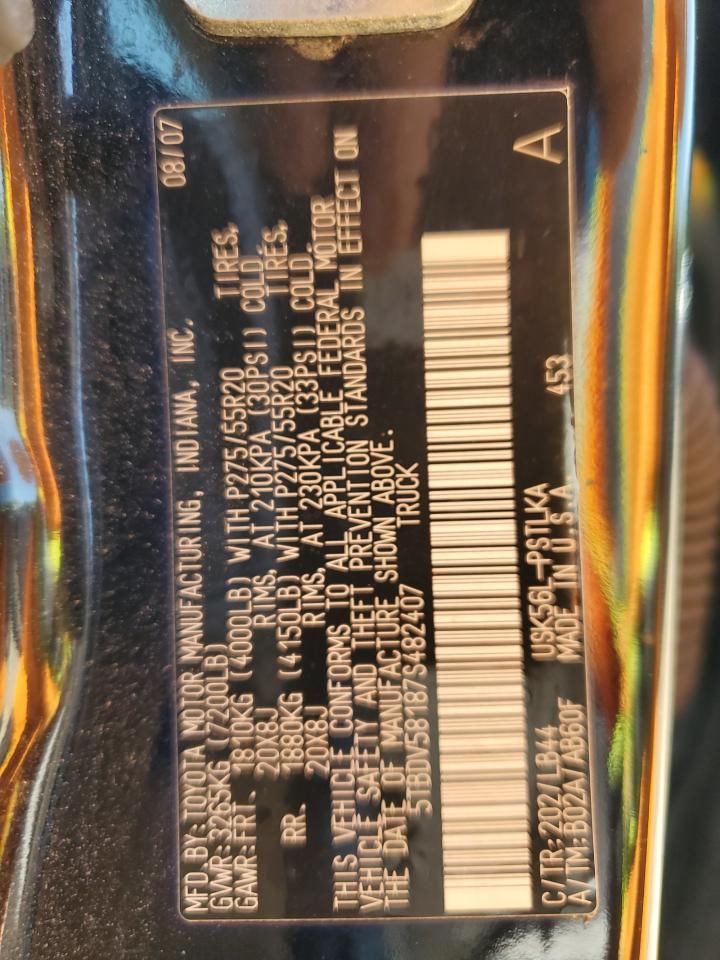 MFD.BY:TOYOTA MOTOR MANUFACTURING, INDIANA, INC. 08/07
GVWR:3265KG (7200LB)
GAWR:FRT. 1810KG (4000LB) WITH P275/55R20 TIRES,
20X8J RIMS, AT 210KPA (30PSI) COLD.
RR. 1880KG (4150LB) WITH P275/55R20 TIRES,
20X8J RIMS, AT 230KPA (33PSI) COLD.
THIS VEHICLE CONFORMS TO ALL APPLICABLE FEDERAL MOTOR
VEHICLE SAFETY AND THEFT PREVENTION STANDARDS IN EFFECT ON
THE DATE OF MANUFACTURE SHOWN ABOVE.
5TBDV58187S482407 TRUCK
C/TR:202/LB44 USK56L-PSTLKA 453 A
A/TM:B02A/AB60F MADE IN U.S.A.